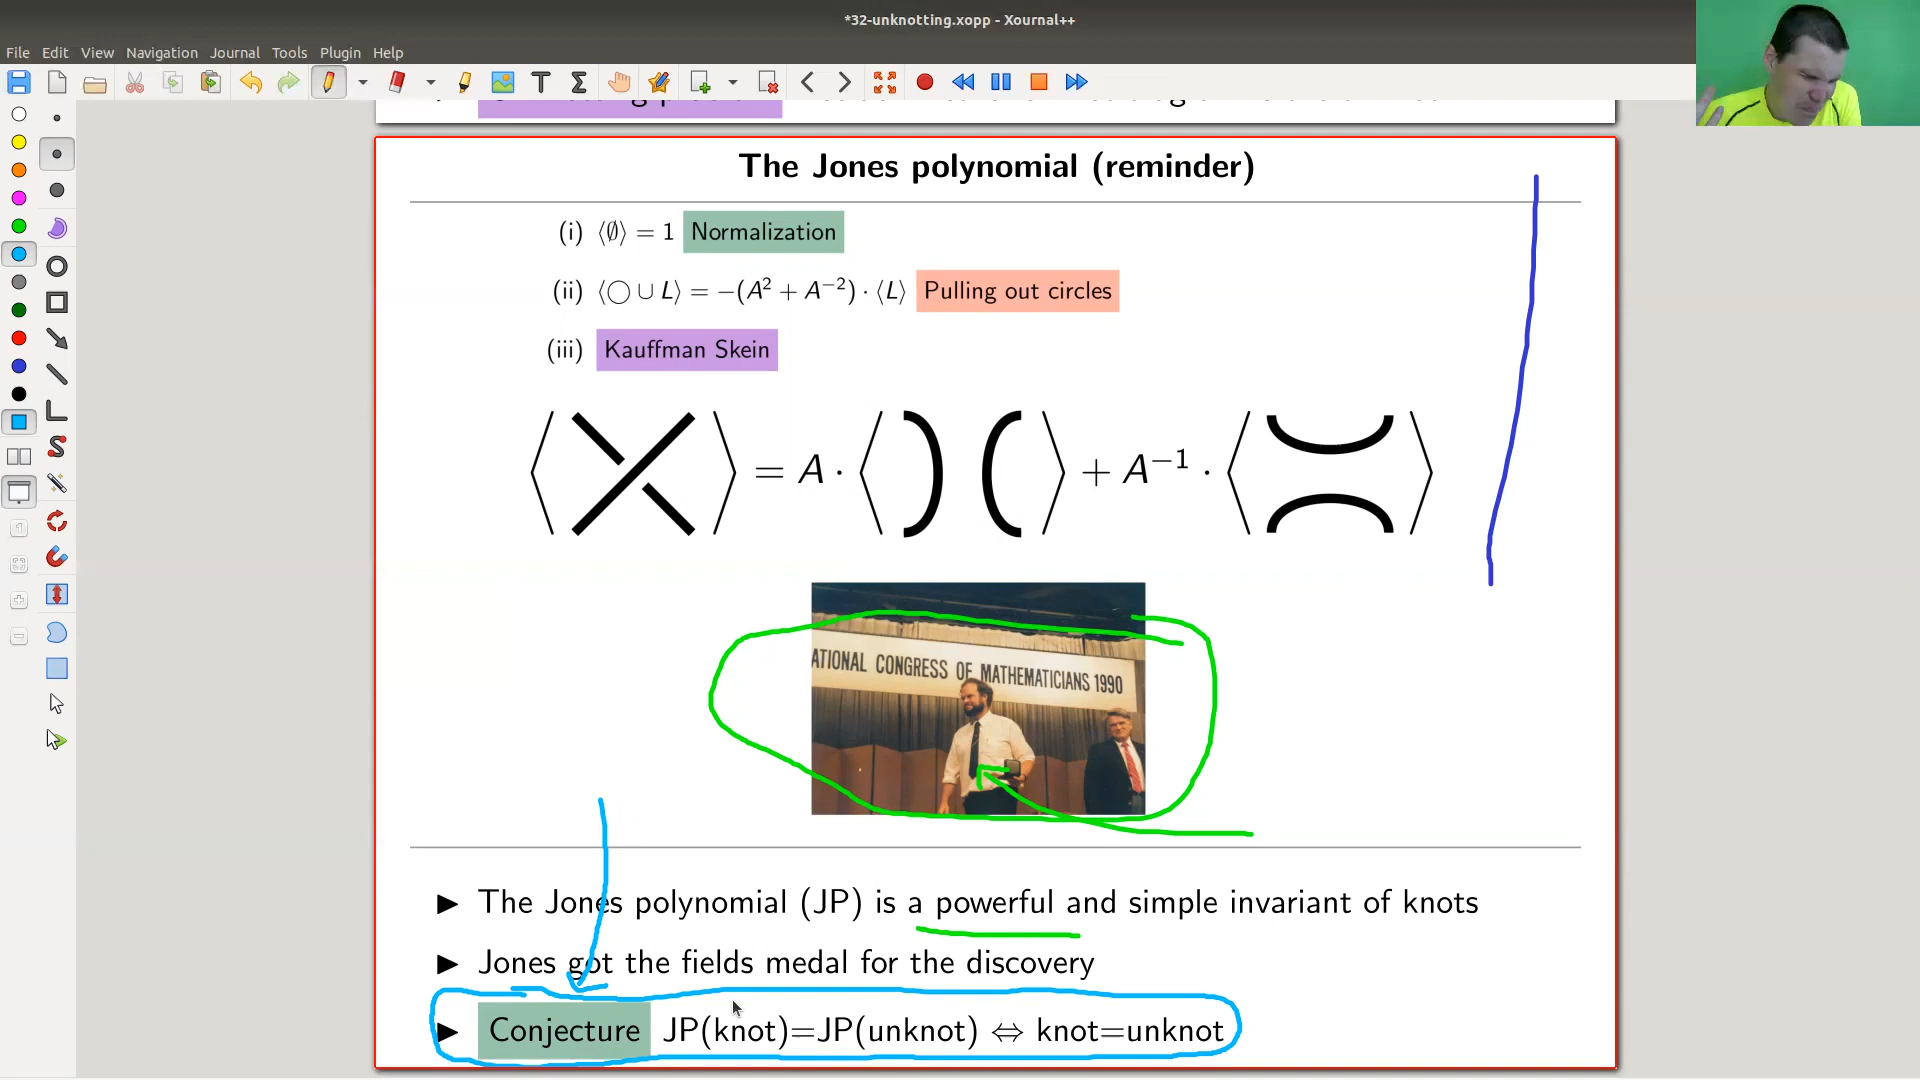 *32-unknotting.xopp - Xournal++
File Edit View Navigation Journal Tools Plugin Help
The Jones polynomial (reminder)
(i) ⟨∅⟩ = 1 Normalization
(ii) ⟨◯ ∪ L⟩ = −(A² + A⁻²) · ⟨L⟩ Pulling out circles
(iii) Kauffman Skein
= A · + A⁻¹ ·
ATIONAL CONGRESS OF MATHEMATICIANS 1990
▶ The Jones polynomial (JP) is a powerful and simple invariant of knots
▶ Jones got the fields medal for the discovery
▶ Conjecture JP(knot)=JP(unknot) ⇔ knot=unknot